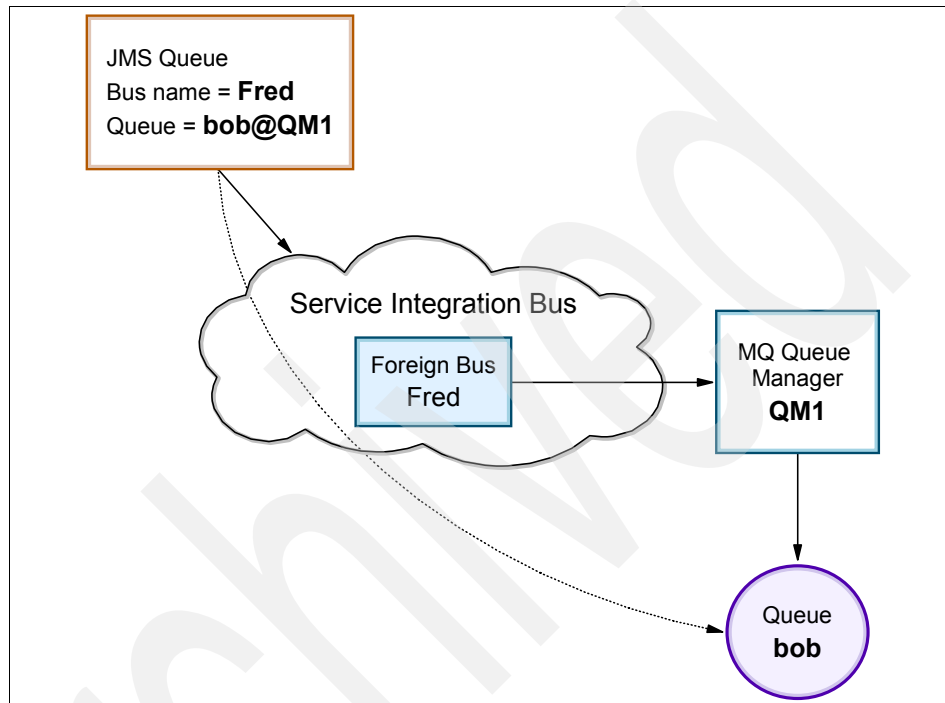 JMS Queue
Bus name = Fred
Queue = bob@QM1
Service Integration Bus
Foreign Bus
Fred
MQ Queue
Manager
QM1
Queue
bob